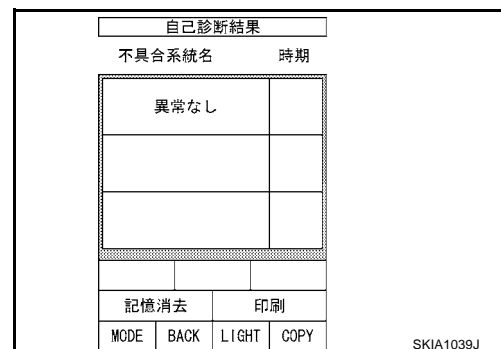 自己診断結果
不具合系統名 時期
異常なし
記憶消去 印刷
MODE BACK LIGHT COPY
SKIA1039J